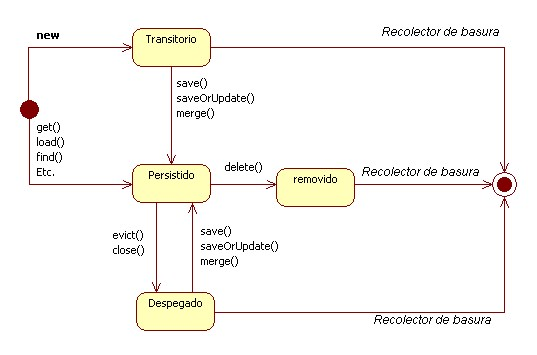 new
Transitorio
Recolector de basura
save()
saveOrUpdate()
merge()
get()
load()
find()
Etc.
Persistido
delete()
removido
Recolector de basura
evict()
close()
save()
saveOrUpdate()
merge()
Despegado
Recolector de basura